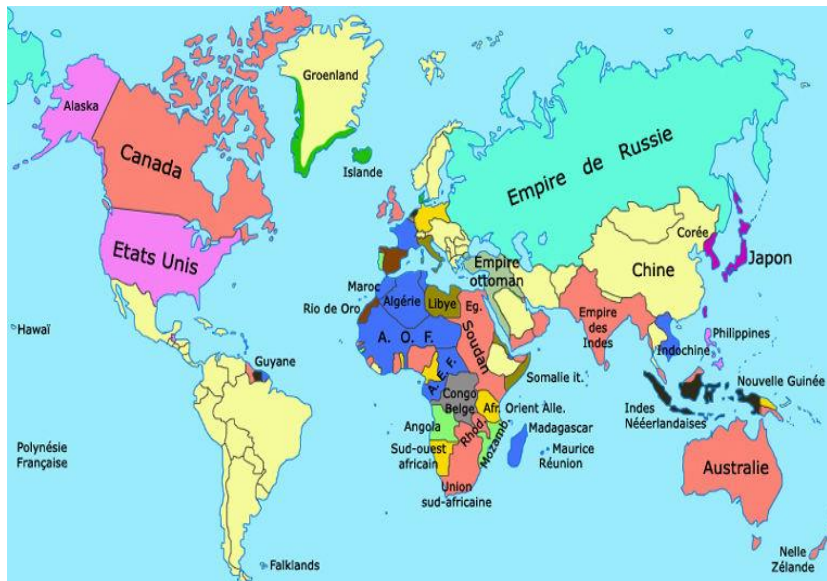 Groenland
Alaska
Canada
Islande
Empire de Russie
Etats Unis
Corée
Japon
Chine
Empire
ottoman
Maroc
Algérie
Libye
Eg.
Rio de Oro
Empire
des
Indes
Hawaï
A. O. F.
Soudan
Philippines
Indochine
Guyane
A. E. F.
Somalie it.
Nouvelle Guinée
Congo
Belge
Afr. Orient Alle.
Indes
Néerlandaises
Angola
Rhod.
Mozamb.
Madagascar
Polynésie
Française
Sud-ouest
africain
Maurice
Réunion
Australie
Union
sud-africaine
Falklands
Nelle
Zélande